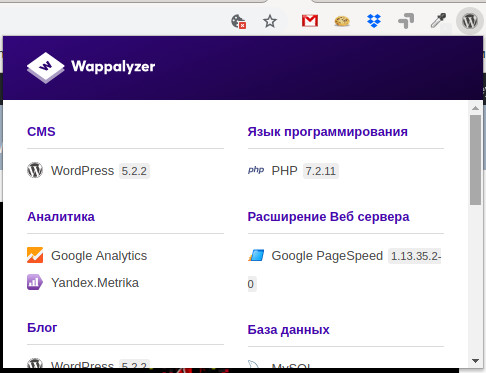 Wappalyzer
CMS
WordPress 5.2.2
Язык программирования
PHP 7.2.11
Аналитика
Google Analytics
Yandex.Metrika
Расширение Веб сервера
Google PageSpeed 1.13.35.2-
0
Блог
WordPress 5.2.2
База данных
MySQL